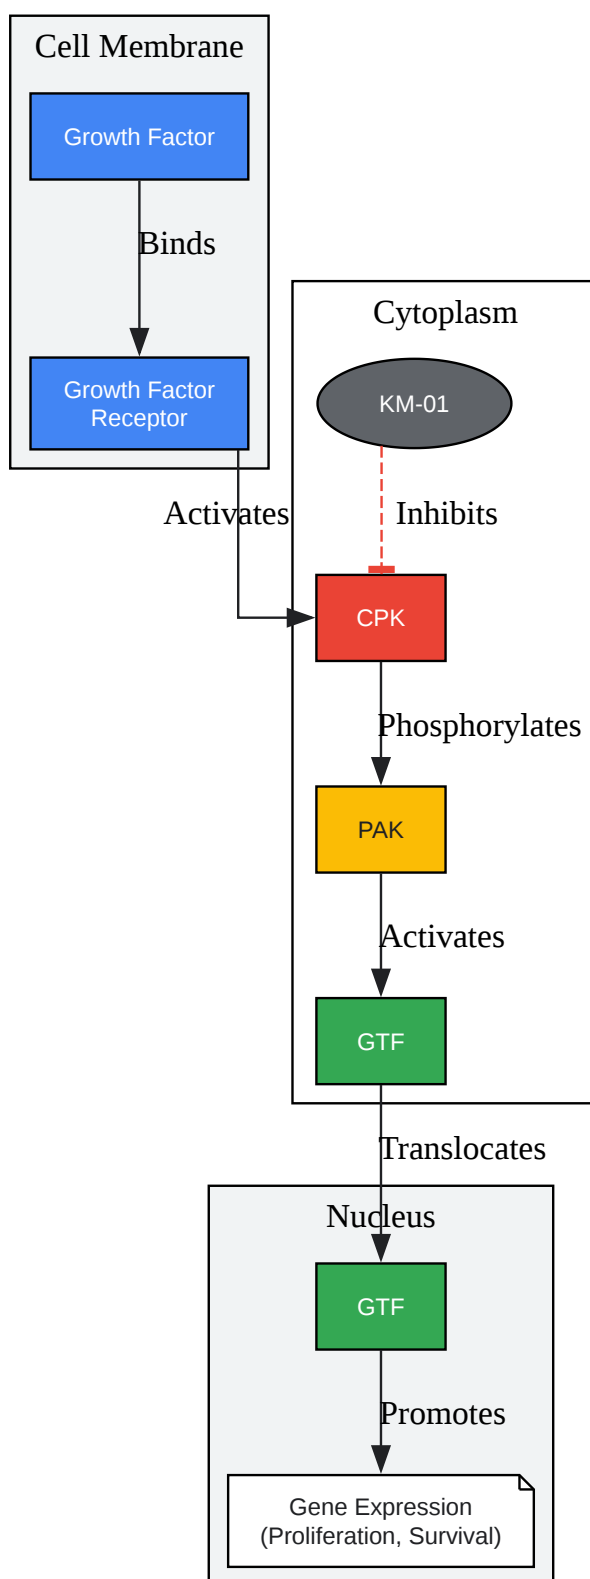 Cell Membrane
Growth Factor
Binds
Growth Factor
Receptor
Activates
Cytoplasm
KM-01
Inhibits
CPK
Phosphorylates
PAK
Activates
GTF
Translocates
Nucleus
GTF
Promotes
Gene Expression
(Proliferation, Survival)